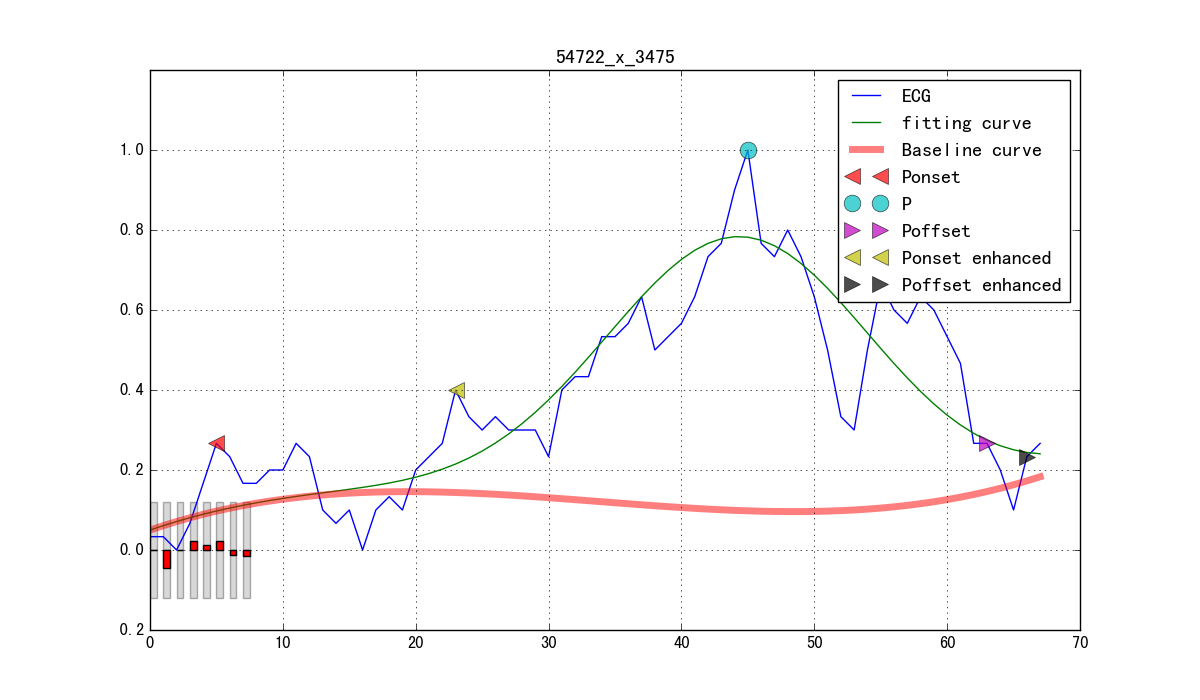 54722_x_3475
ECG
fitting curve
Baseline curve
Ponset
P
Poffset
Ponset enhanced
Poffset enhanced
1.0
0.8
0.6
0.4
0.2
0.0
0.2
0 10 20 30 40 50 60 70